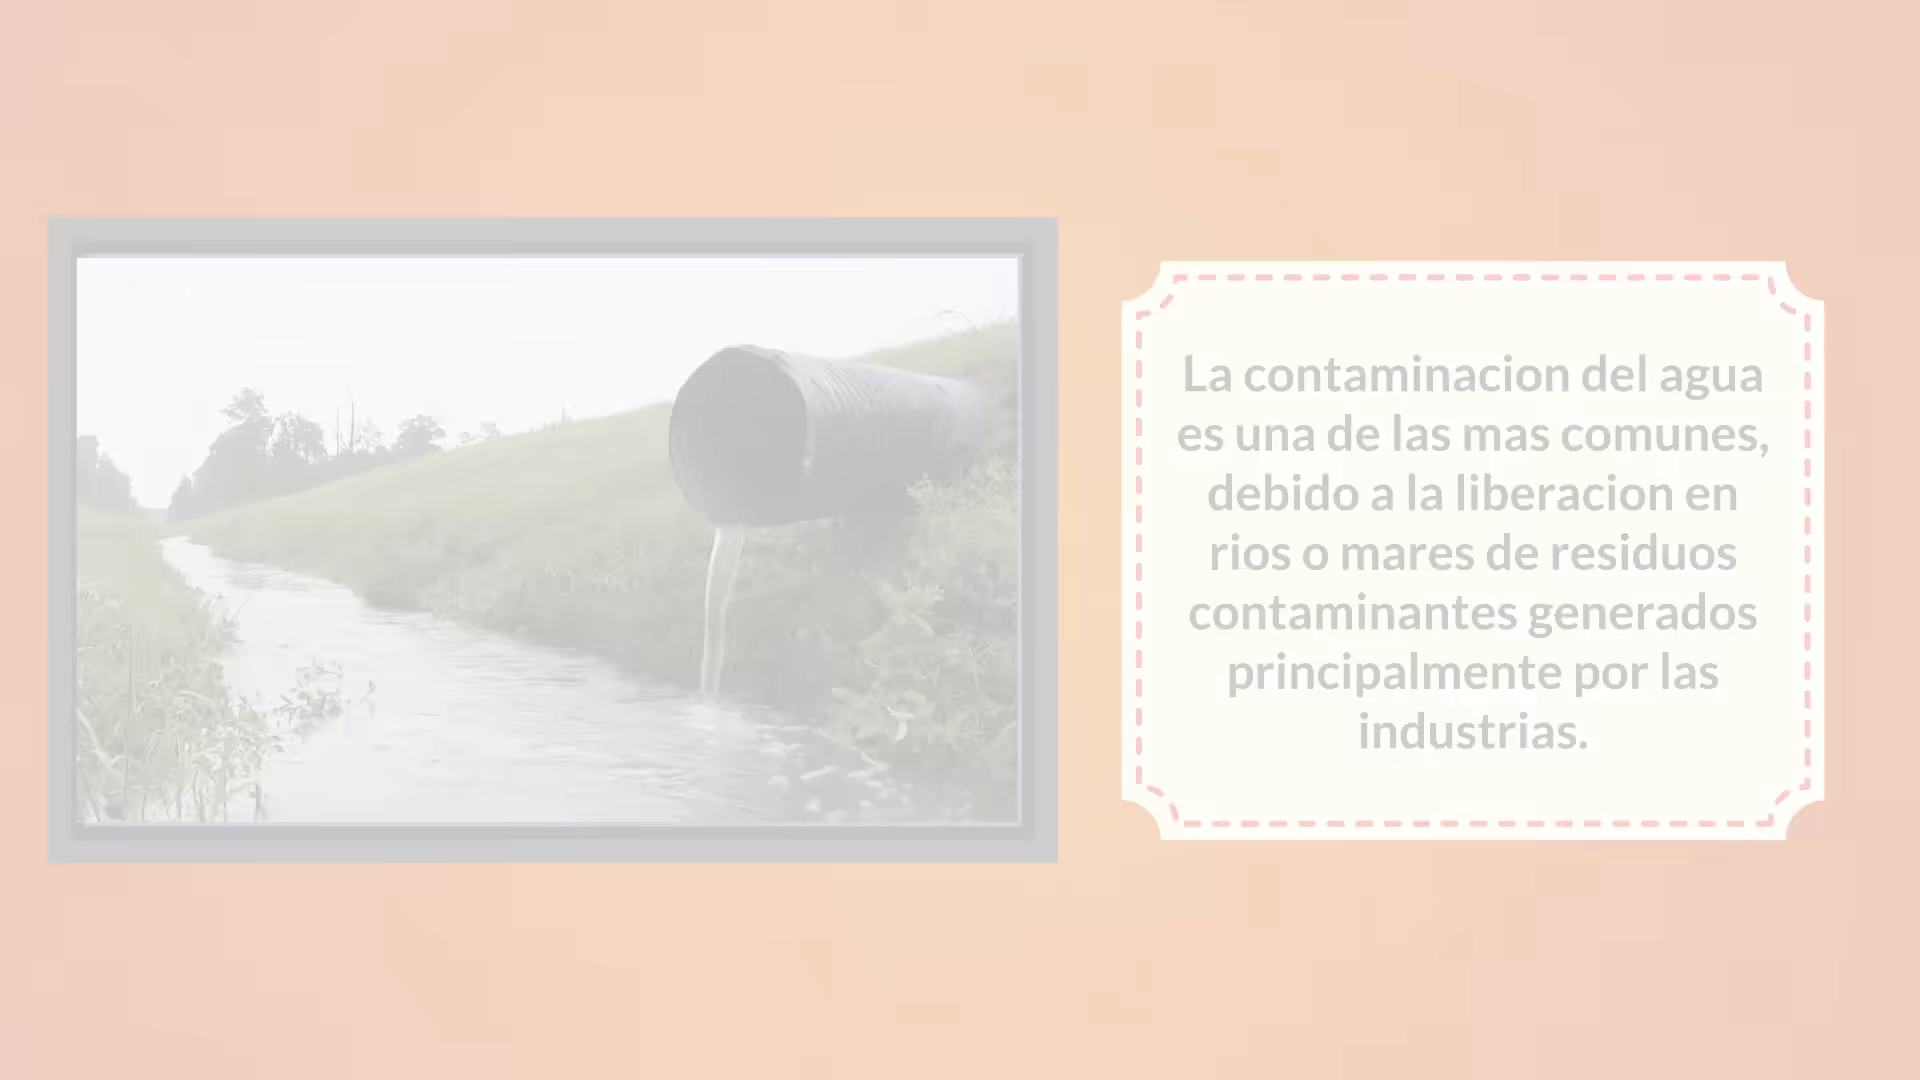 La contaminacion del agua
es una de las mas comunes,
debido a la liberacion en
rios o mares de residuos
contaminantes generados
principalmente por las
industrias.